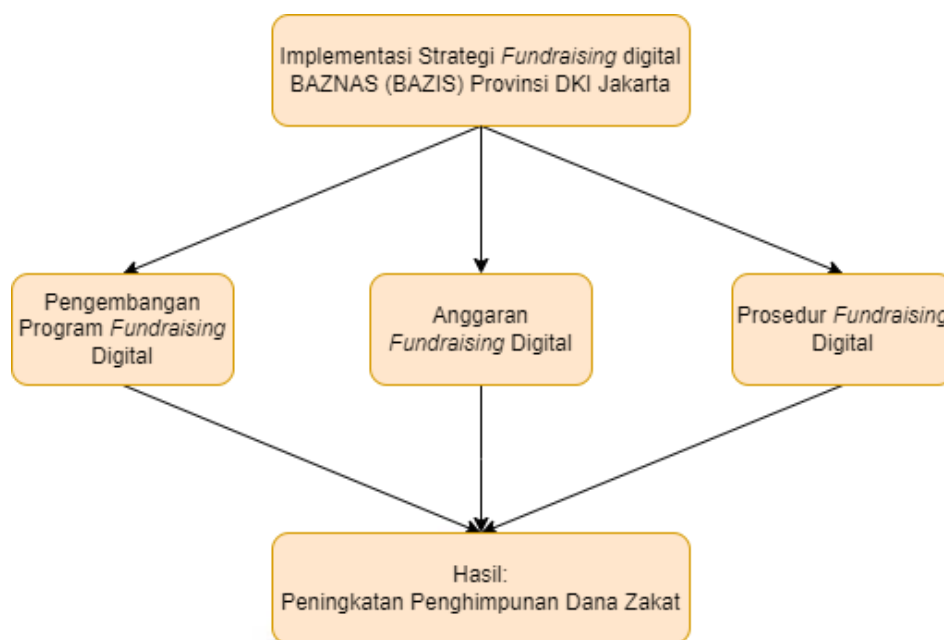 Implementasi Strategi Fundraising digital
BAZNAS (BAZIS) Provinsi DKI Jakarta
Pengembangan
Program Fundraising
Digital
Anggaran
Fundraising Digital
Prosedur Fundraising
Digital
Hasil:
Peningkatan Penghimpunan Dana Zakat